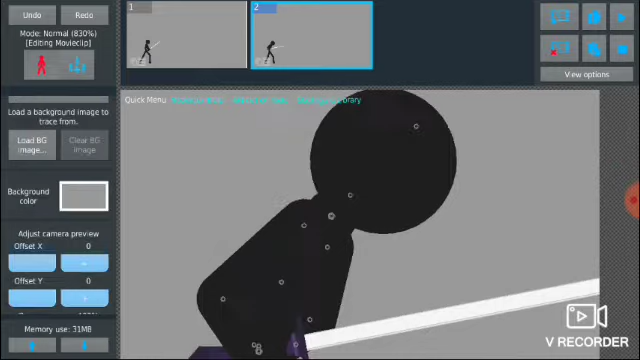 Undo
Redo
Mode: Normal (830%)
[Editing Movieclip]
1
2
View options
Quick Menu
Load a background image to
trace from.
Load BG
image...
Clear BG
image
Background
color
Adjust camera preview
Offset X
0
Offset Y
0
Memory use: 31MB
V RECORDER